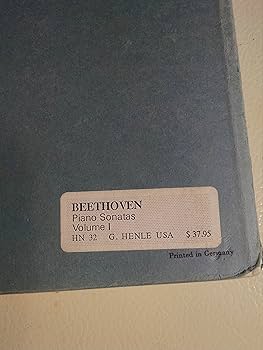 BEETHOVEN
Piano Sonatas
Volume I
HN 32 G. HENLE USA $ 37.95
Printed in Germany